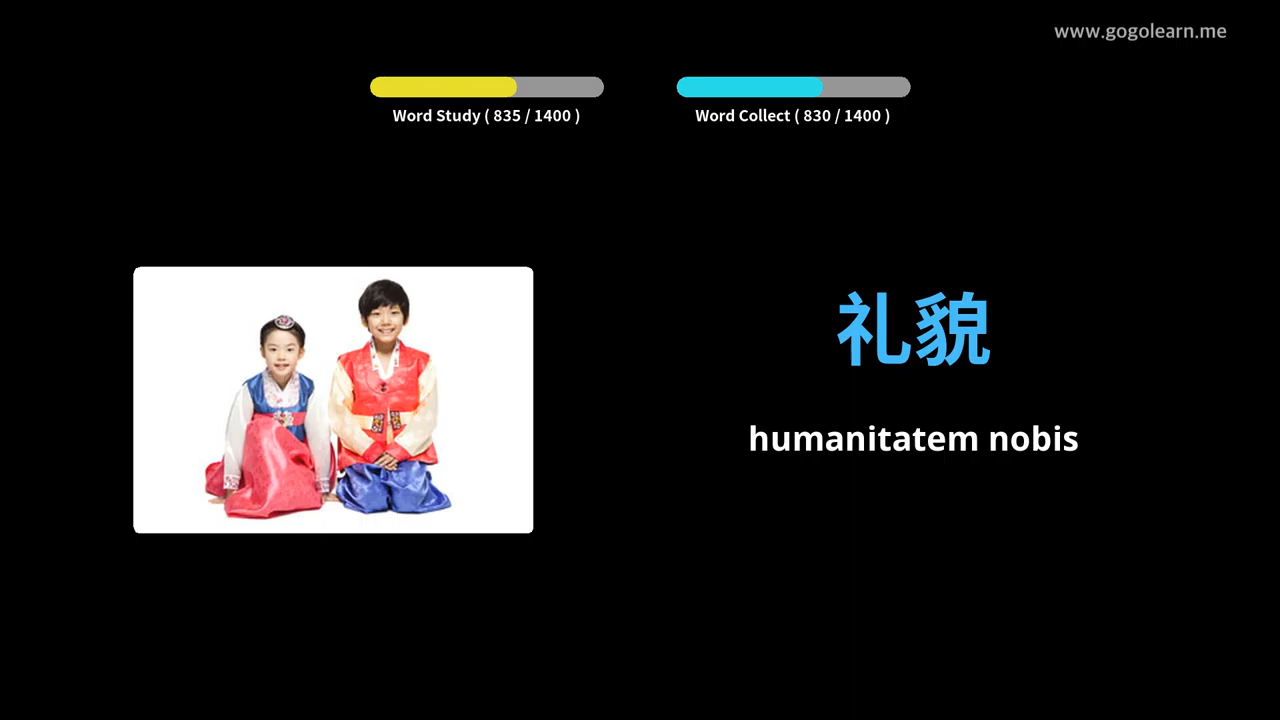 www.gogolearn.me
Word Study ( 835 / 1400 )
Word Collect ( 830 / 1400 )
礼貌
humanitatem nobis